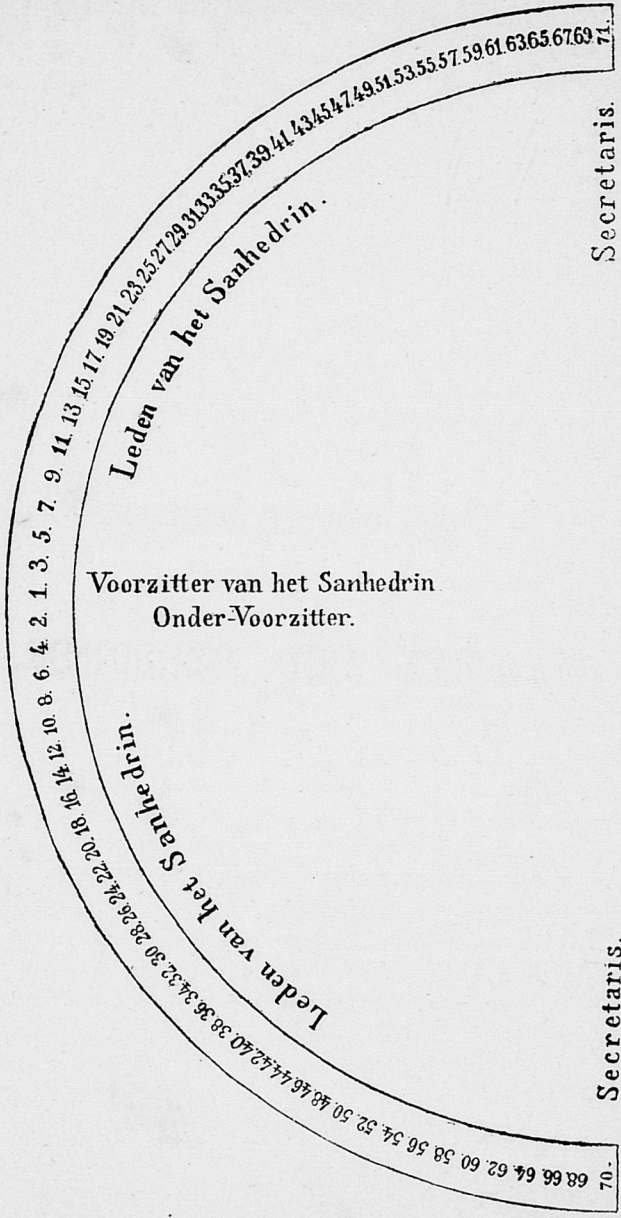 1. 3. 5. 7. 9. 11. 13. 15. 17. 19. 21. 23. 25. 27. 29. 31. 33. 35. 37. 39. 41. 43. 45. 47. 49. 51. 53. 55. 57. 59. 61. 63. 65. 67. 69. 71.
Secretaris.
Leden van het Sanhedrin.
Voorzitter van het Sanhedrin
Onder-Voorzitter.
Leden van het Sanhedrin.
2. 4. 6. 8. 10. 12. 14. 16. 18. 20. 22. 24. 26. 28. 30. 32. 34. 36. 38. 40. 42. 44. 46. 48. 50. 52. 54. 56. 58. 60. 62. 64. 66. 68. 70.
Secretaris.